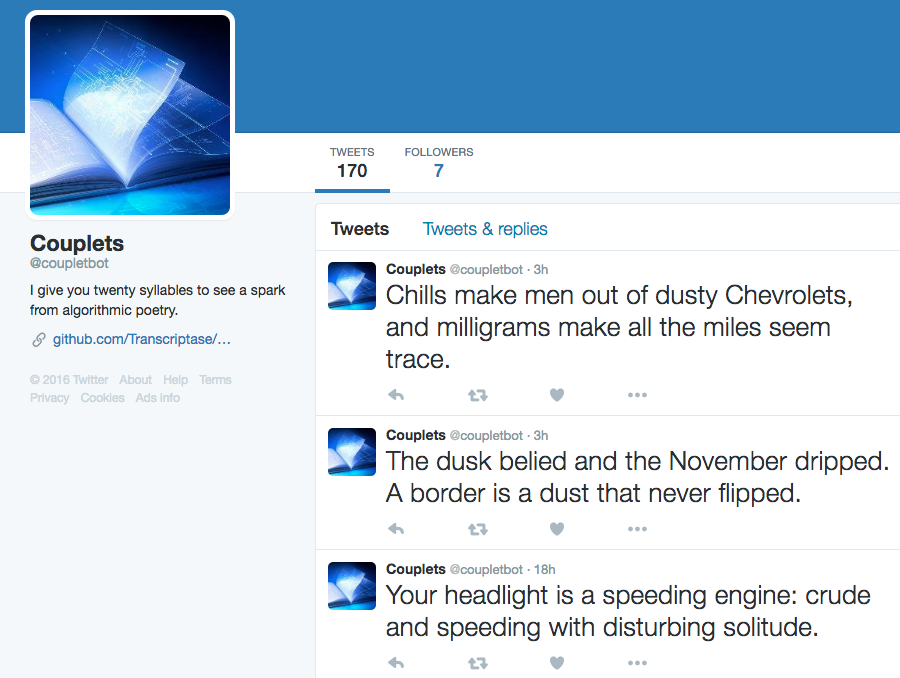 TWEETS FOLLOWERS
170 7
Couplets
@coupletbot
I give you twenty syllables to see a spark
from algorithmic poetry.
github.com/Transcriptase/...
© 2016 Twitter About Help Terms
Privacy Cookies Ads info
Tweets Tweets & replies
Couplets @coupletbot · 3h
Chills make men out of dusty Chevrolets,
and milligrams make all the miles seem
trace.
Couplets @coupletbot · 3h
The dusk belied and the November dripped.
A border is a dust that never flipped.
Couplets @coupletbot · 18h
Your headlight is a speeding engine: crude
and speeding with disturbing solitude.